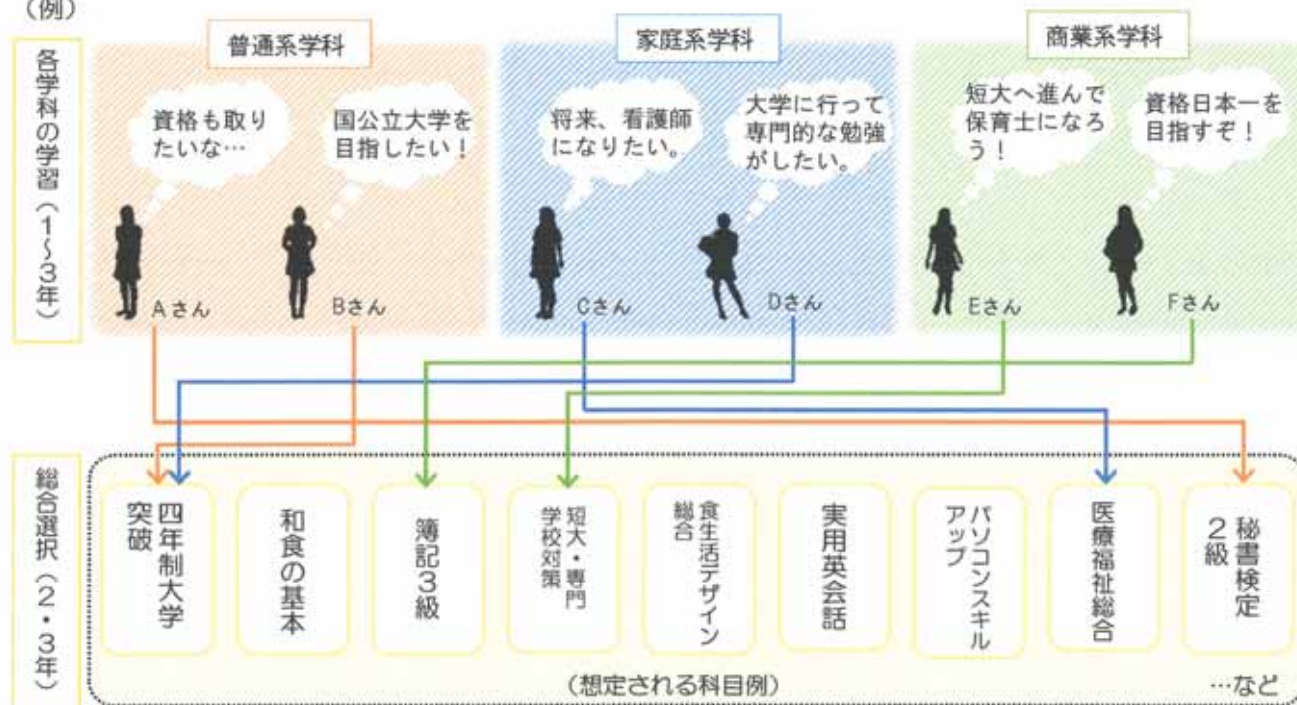 (例)
各学科の学習（1～3年）
普通系学科
家庭系学科
商業系学科
資格も取り
たいな…
国公立大学を
目指したい！
将来、看護師
になりたい。
大学に行って
専門的な勉強
がしたい。
短大へ進んで
保育士になろ
う！
資格日本一を
目指すぞ！
Aさん
Bさん
Cさん
Dさん
Eさん
Fさん
総合選択（2・3年）
四年制大学
突破
和食の基本
簿記3級
短大・専門
学校対策
食生活デザイン
総合
実用英会話
パソコンスキル
アップ
医療福祉総合
秘書検定
2級
（想定される科目例）
…など